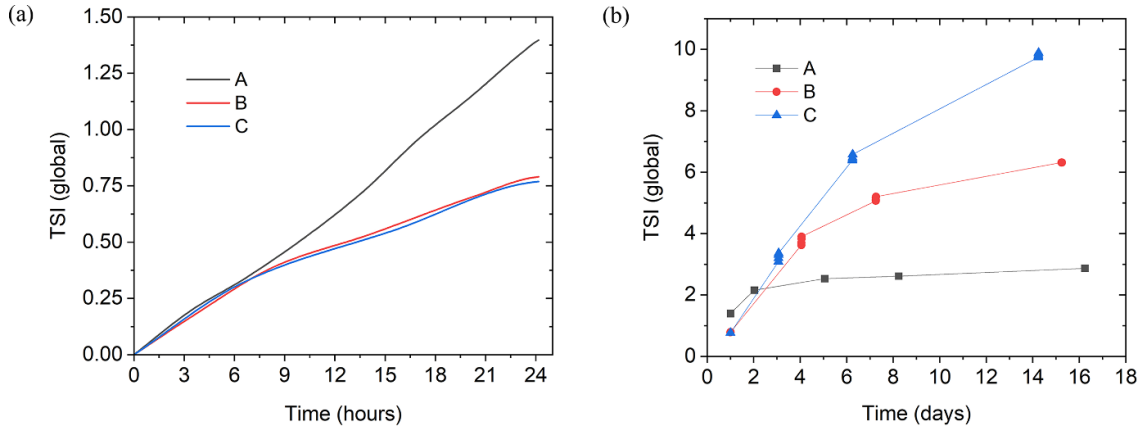 (a)
1.50
1.25
1.00
0.75
0.50
0.25
0.00
TSI (global)
A
B
C
0 3 6 9 12 15 18 21 24
Time (hours)
(b)
10
8
6
4
2
0
TSI (global)
A
B
C
0 2 4 6 8 10 12 14 16 18
Time (days)